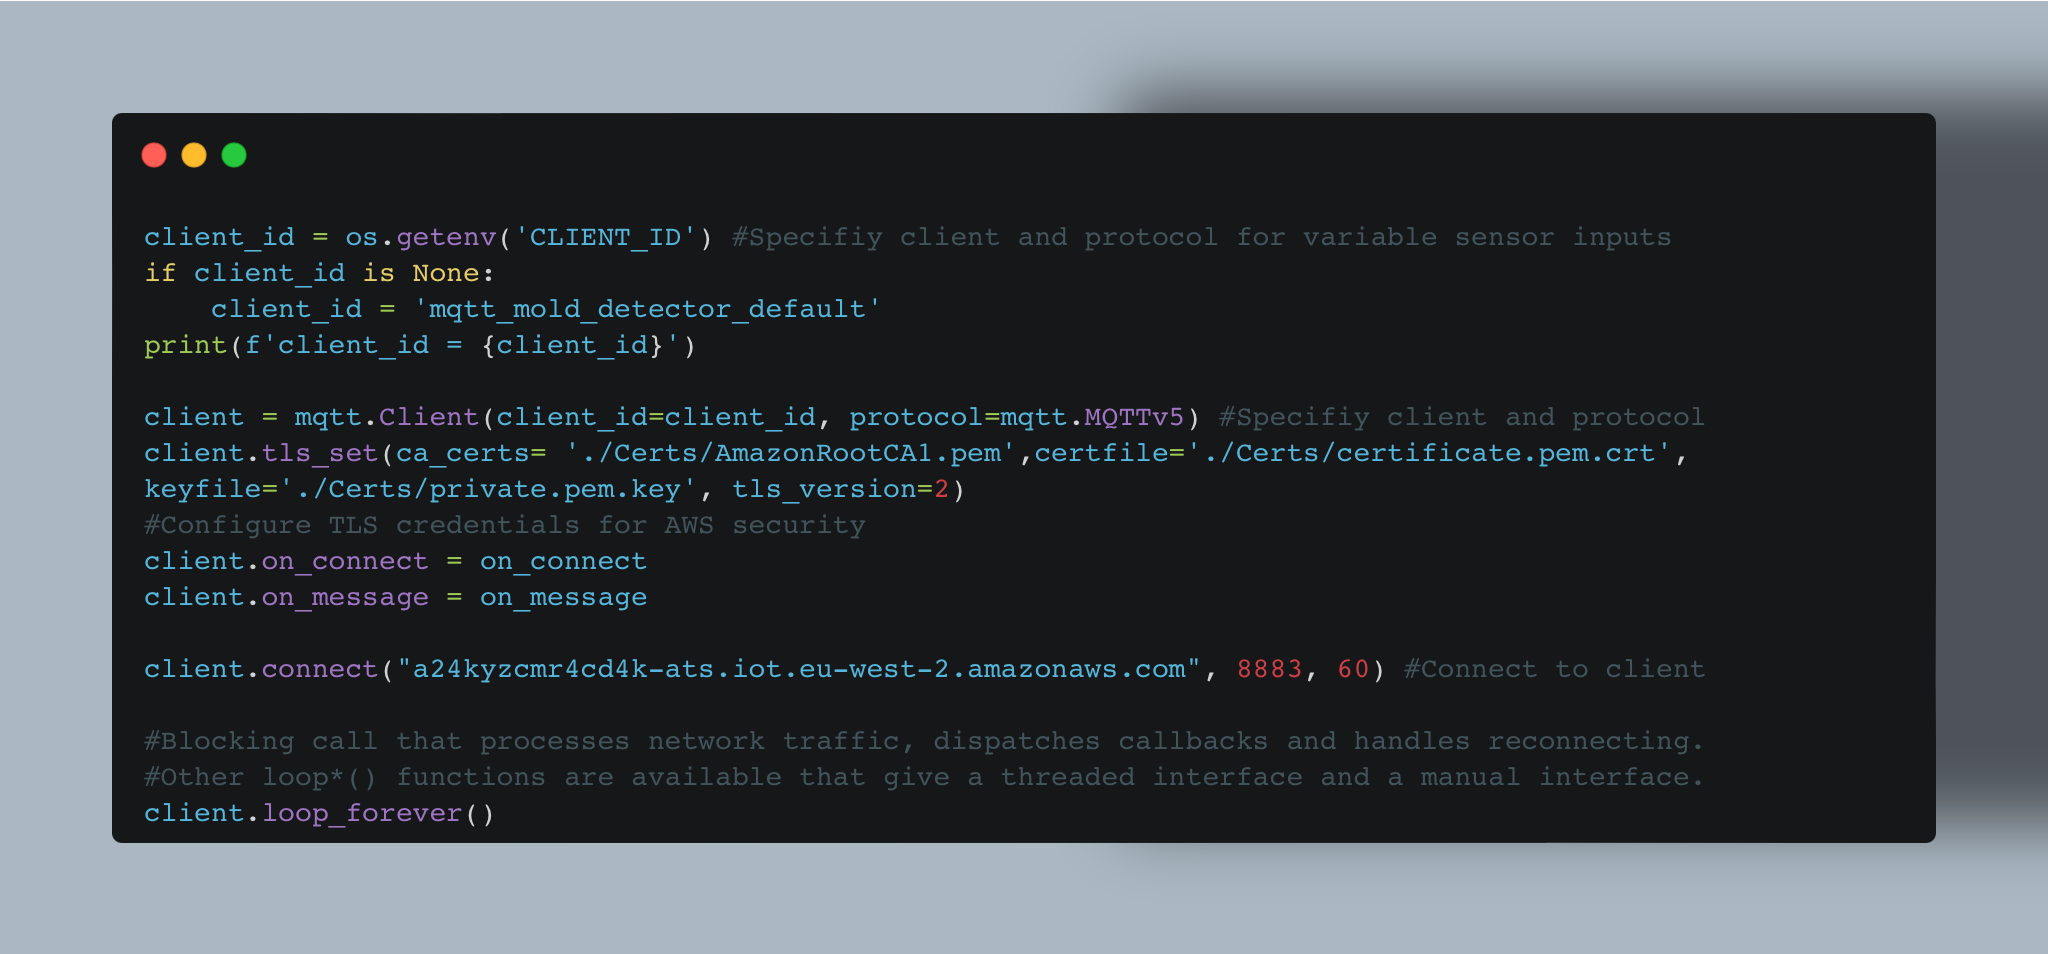 client_id = os.getenv('CLIENT_ID') #Specifiy client and protocol for variable sensor inputs
if client_id is None:
    client_id = 'mqtt_mold_detector_default'
print(f'client_id = {client_id}')

client = mqtt.Client(client_id=client_id, protocol=mqtt.MQTTv5) #Specifiy client and protocol
client.tls_set(ca_certs= './Certs/AmazonRootCA1.pem',certfile='./Certs/certificate.pem.crt',
keyfile='./Certs/private.pem.key', tls_version=2)
#Configure TLS credentials for AWS security
client.on_connect = on_connect
client.on_message = on_message

client.connect("a24kyzcmr4cd4k-ats.iot.eu-west-2.amazonaws.com", 8883, 60) #Connect to client

#Blocking call that processes network traffic, dispatches callbacks and handles reconnecting.
#Other loop*() functions are available that give a threaded interface and a manual interface.
client.loop_forever()